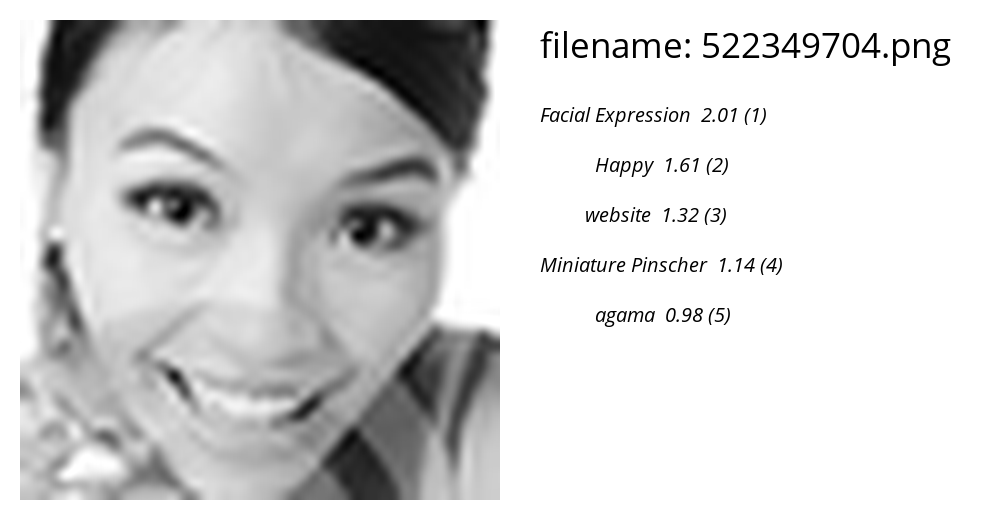 filename: 522349704.png
Facial Expression 2.01 (1)
Happy 1.61 (2)
website 1.32 (3)
Miniature Pinscher 1.14 (4)
agama 0.98 (5)